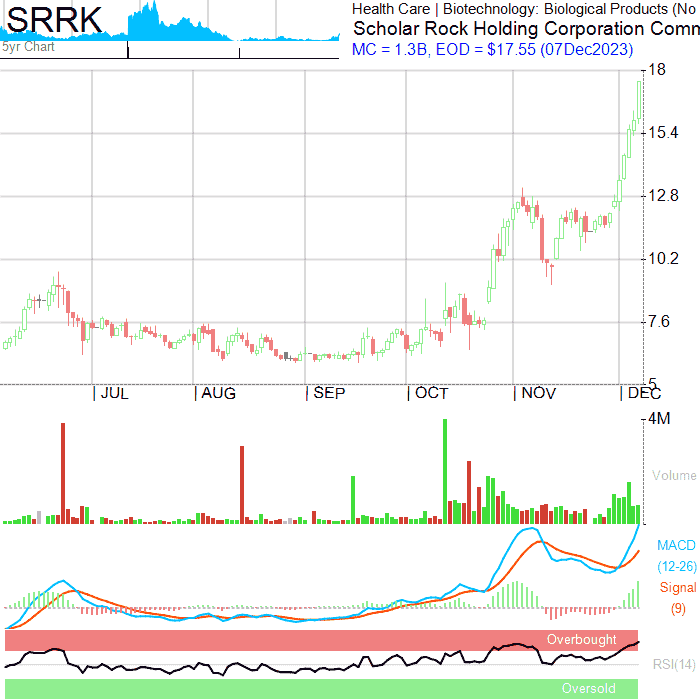 SRRK
5yr Chart
Health Care | Biotechnology: Biological Products (No
Scholar Rock Holding Corporation Comm
MC = 1.3B, EOD = $17.55 (07Dec2023)
18
15.4
12.8
10.2
7.6
5
JUL
AUG
SEP
OCT
NOV
DEC
4M
Volume
MACD
(12-26)
Signal
(9)
Overbought
RSI(14)
Oversold